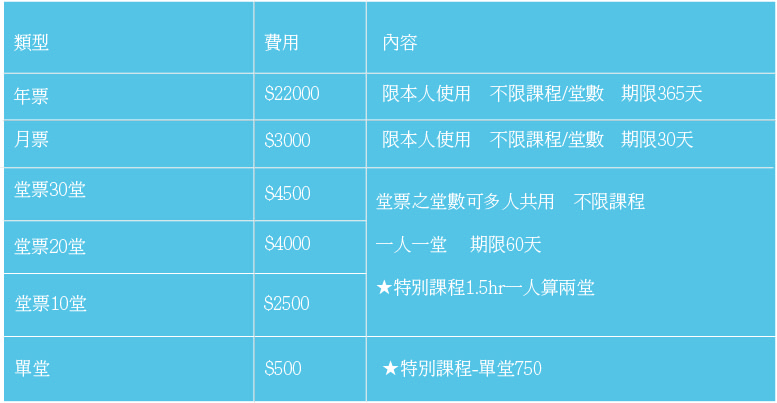 類型 費用 內容
年票 $22000 限本人使用 不限課程/堂數 期限365天
月票 $3000 限本人使用 不限課程/堂數 期限30天
堂票30堂 $4500
堂票之堂數可多人共用 不限課程
堂票20堂 $4000
一人一堂 期限60天
★特別課程1.5hr一人算兩堂
堂票10堂 $2500
單堂 $500 ★特別課程-單堂750